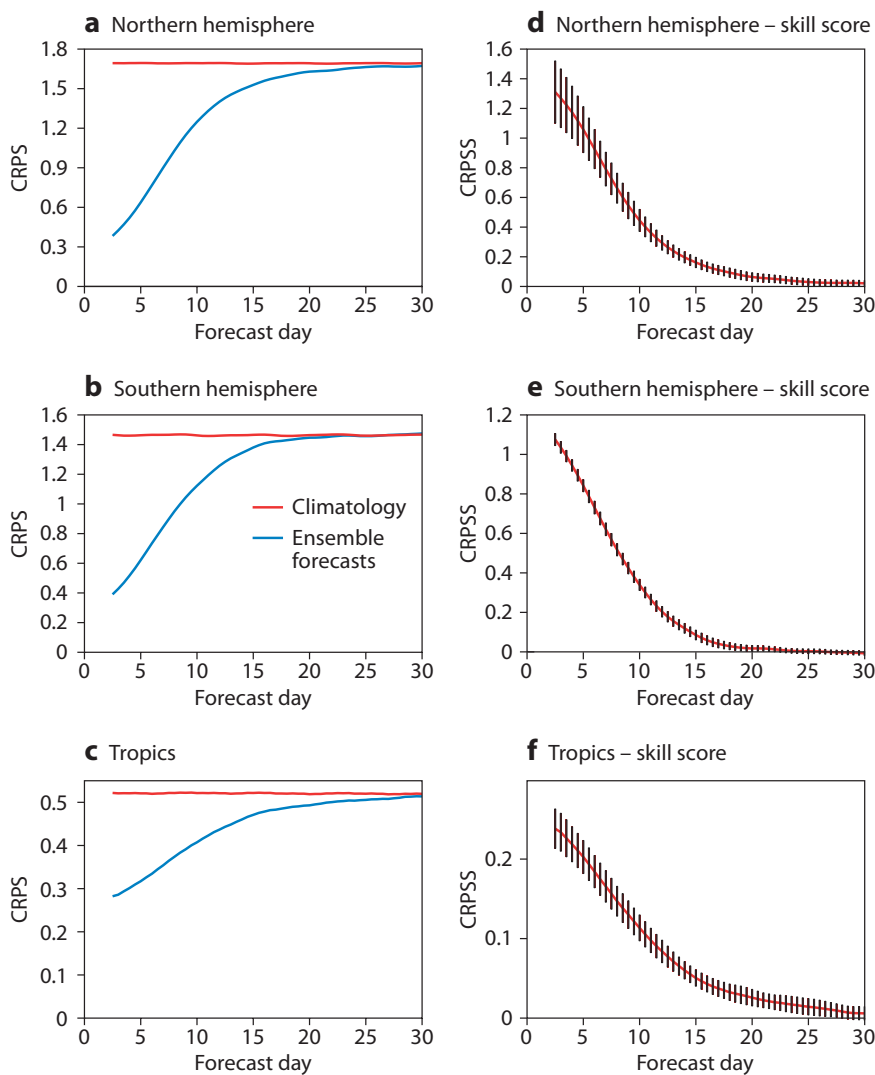 a Northern hemisphere
1.8
1.5
1.2
0.9
0.6
0.3
0
CRPS
0 5 10 15 20 25 30
Forecast day
d Northern hemisphere – skill score
1.6
1.4
1.2
1
0.8
0.6
0.4
0.2
0
CRPSS
0 5 10 15 20 25 30
Forecast day
b Southern hemisphere
1.6
1.4
1.2
1
0.8
0.6
0.4
0.2
0
CRPS
Climatology
Ensemble
forecasts
0 5 10 15 20 25 30
Forecast day
e Southern hemisphere – skill score
1.2
1
0.8
0.6
0.4
0.2
0
CRPSS
0 5 10 15 20 25 30
Forecast day
c Tropics
0.5
0.4
0.3
0.2
0.1
0
CRPS
0 5 10 15 20 25 30
Forecast day
f Tropics – skill score
0.2
0.1
0
CRPSS
0 5 10 15 20 25 30
Forecast day